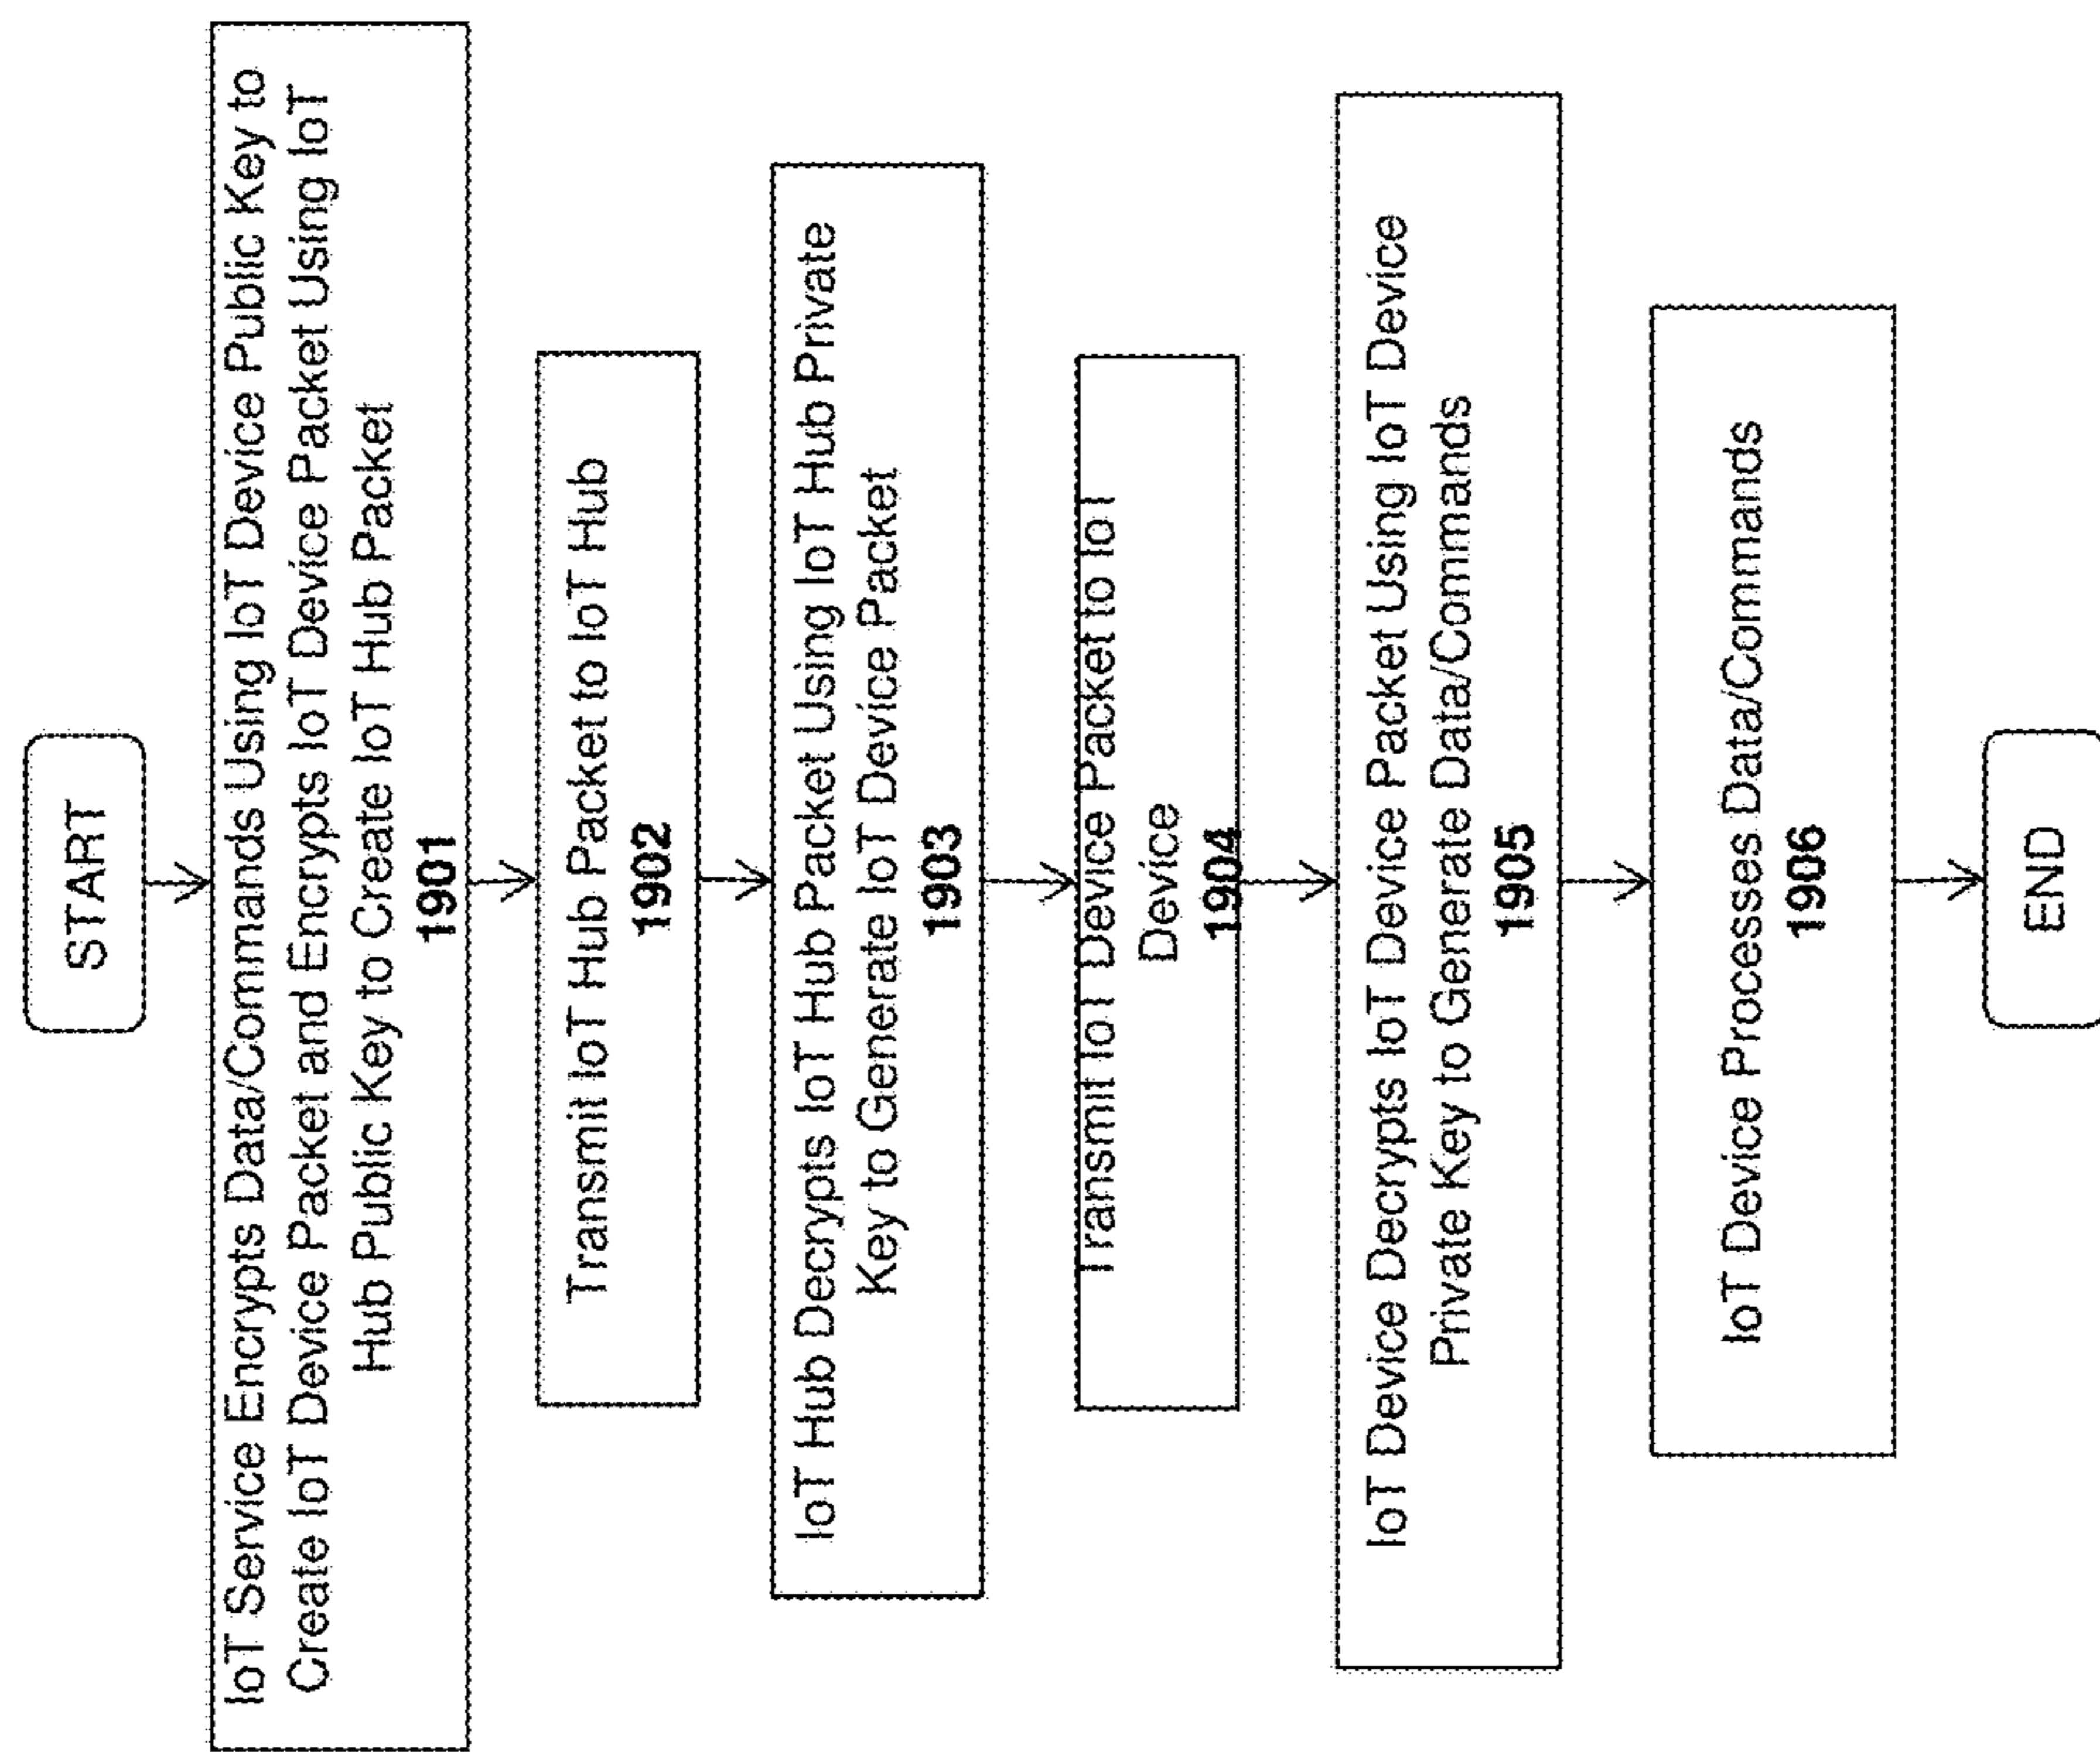 START
IoT Service Encrypts Data/Commands Using IoT Device Public Key to
Create IoT Device Packet and Encrypts IoT Device Packet Using IoT
Hub Public Key to Create IoT Hub Packet
1901
Transmit IoT Hub Packet to IoT Hub
1902
IoT Hub Decrypts IoT Hub Packet Using IoT Hub Private
Key to Generate IoT Device Packet
1903
Transmit IoT Device Packet to IoT
Device
1904
IoT Device Decrypts IoT Device Packet Using IoT Device
Private Key to Generate Data/Commands
1905
IoT Device Processes Data/Commands
1906
END